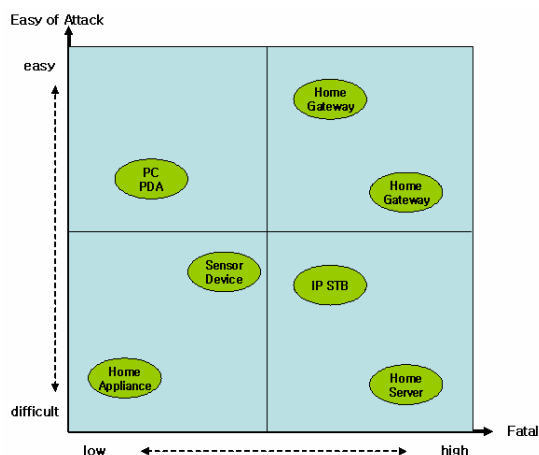 Easy of Attack
easy
Home
Gateway
PC
PDA
Home
Gateway
Sensor
Device
IP STB
Home
Appliance
Home
Server
difficult
Fatal
low
high